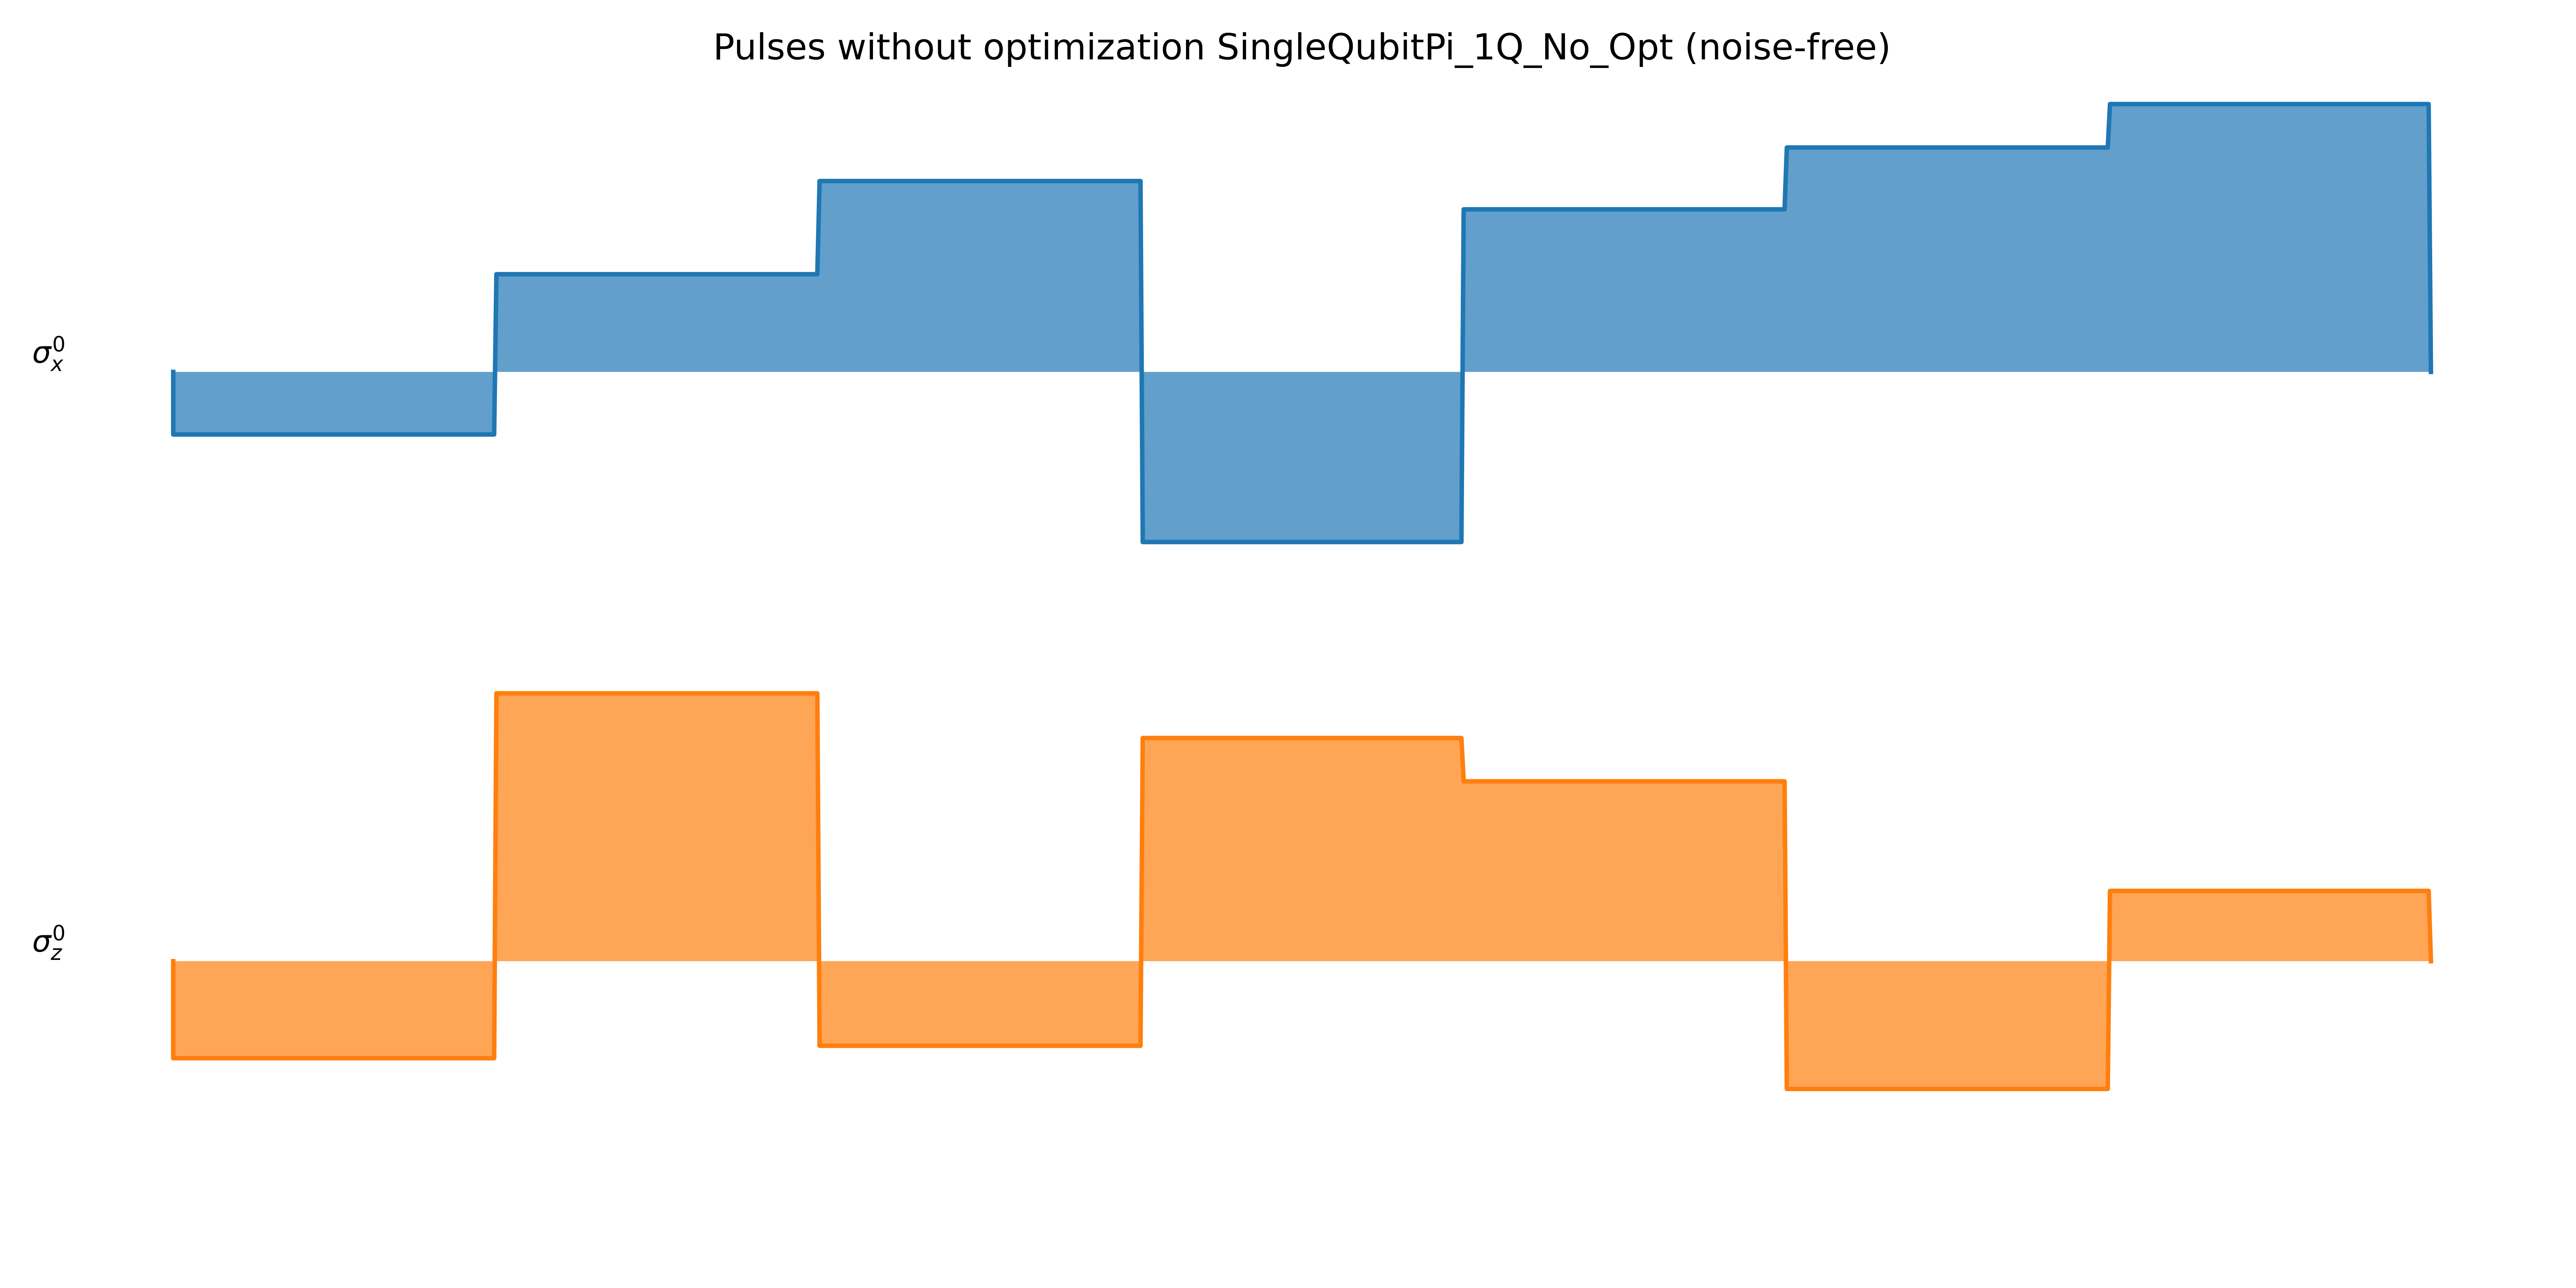 Pulses without optimization SingleQubitPi_1Q_No_Opt (noise-free)
σ_x^0
σ_z^0